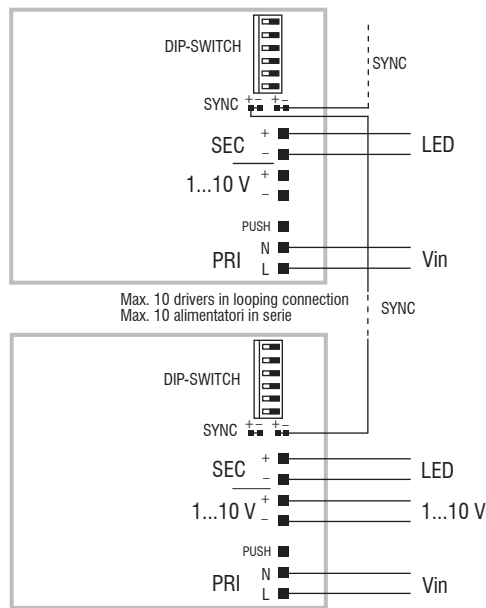 DIP-SWITCH
SYNC
SYNC + – + –
SEC + – LED
1...10 V + –
PUSH
PRI N L Vin
Max. 10 drivers in looping connection
Max. 10 alimentatori in serie
SYNC
DIP-SWITCH
SYNC + – + –
SEC + – LED
1...10 V + – 1...10 V
PUSH
PRI N L Vin